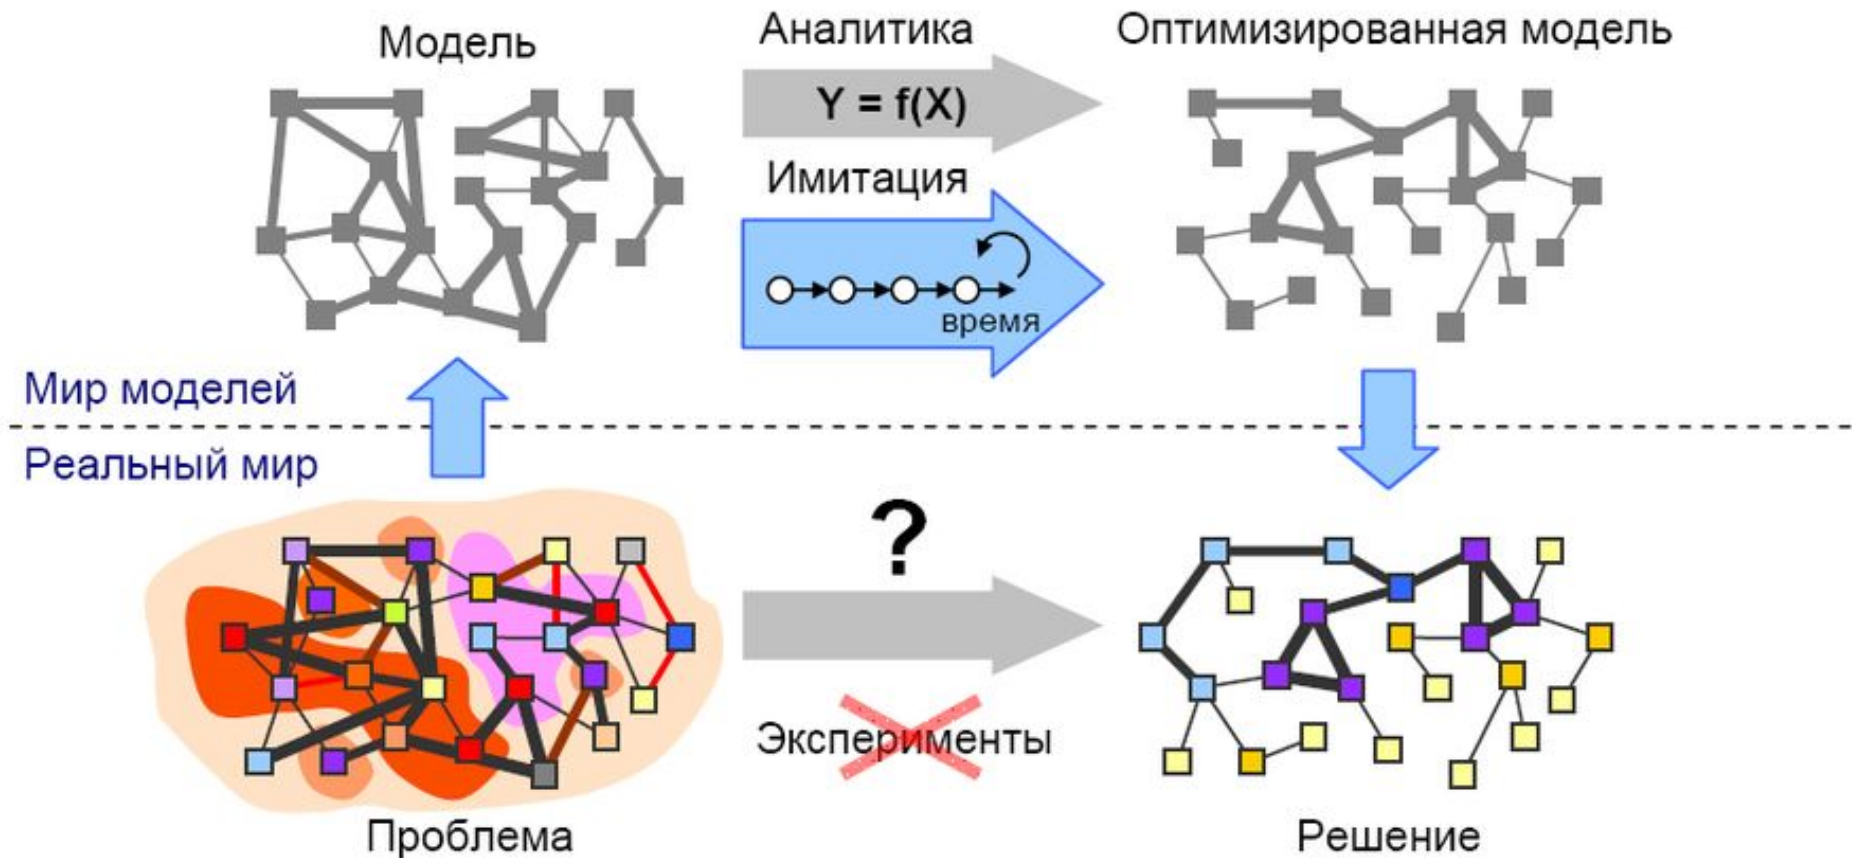 Модель
Аналитика
Оптимизированная модель
Y = f(X)
Имитация
время
Мир моделей
Реальный мир
?
Эксперименты
Проблема
Решение